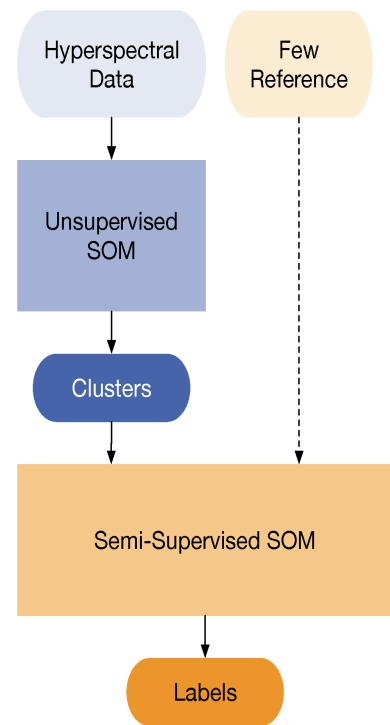 Hyperspectral
Data
Few
Reference
Unsupervised
SOM
Clusters
Semi-Supervised SOM
Labels